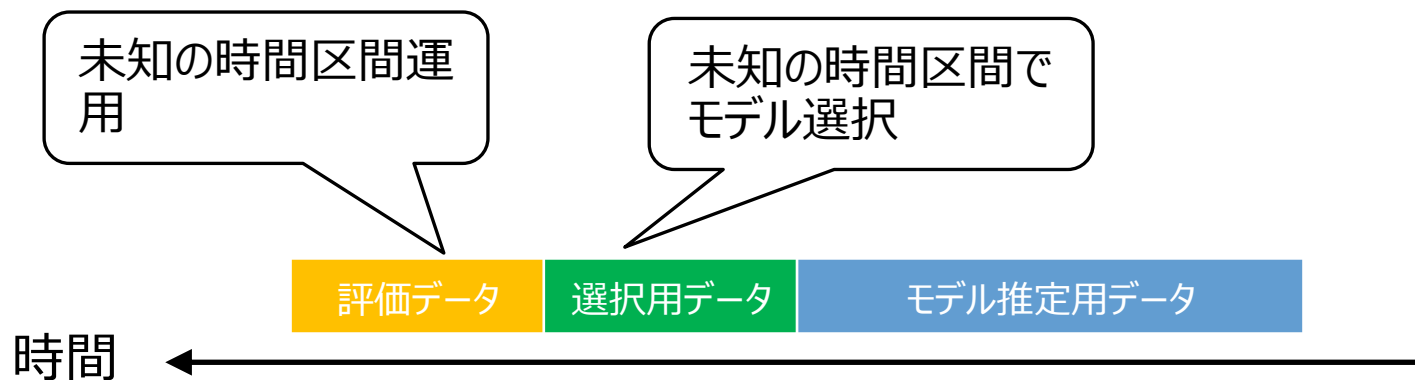 未知の時間区間運
用
未知の時間区間で
モデル選択
評価データ
選択用データ
モデル推定用データ
時間